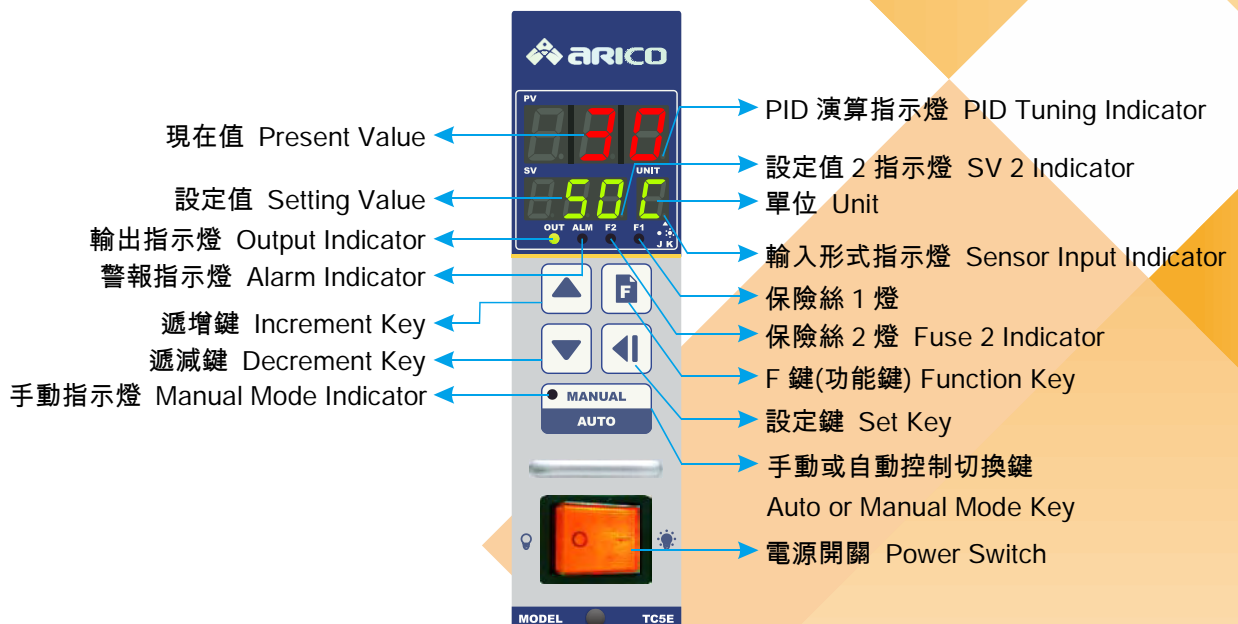 ARICO
PV
30
SV
UNIT
50C
OUT ALM F2 F1
J K
F
MANUAL
AUTO
MODEL
TC5E
現在值 Present Value
設定值 Setting Value
輸出指示燈 Output Indicator
警報指示燈 Alarm Indicator
遞增鍵 Increment Key
遞減鍵 Decrement Key
手動指示燈 Manual Mode Indicator
PID 演算指示燈 PID Tuning Indicator
設定值 2 指示燈 SV 2 Indicator
單位 Unit
輸入形式指示燈 Sensor Input Indicator
保險絲 1 燈
保險絲 2 燈 Fuse 2 Indicator
F 鍵(功能鍵) Function Key
設定鍵 Set Key
手動或自動控制切換鍵
Auto or Manual Mode Key
電源開關 Power Switch